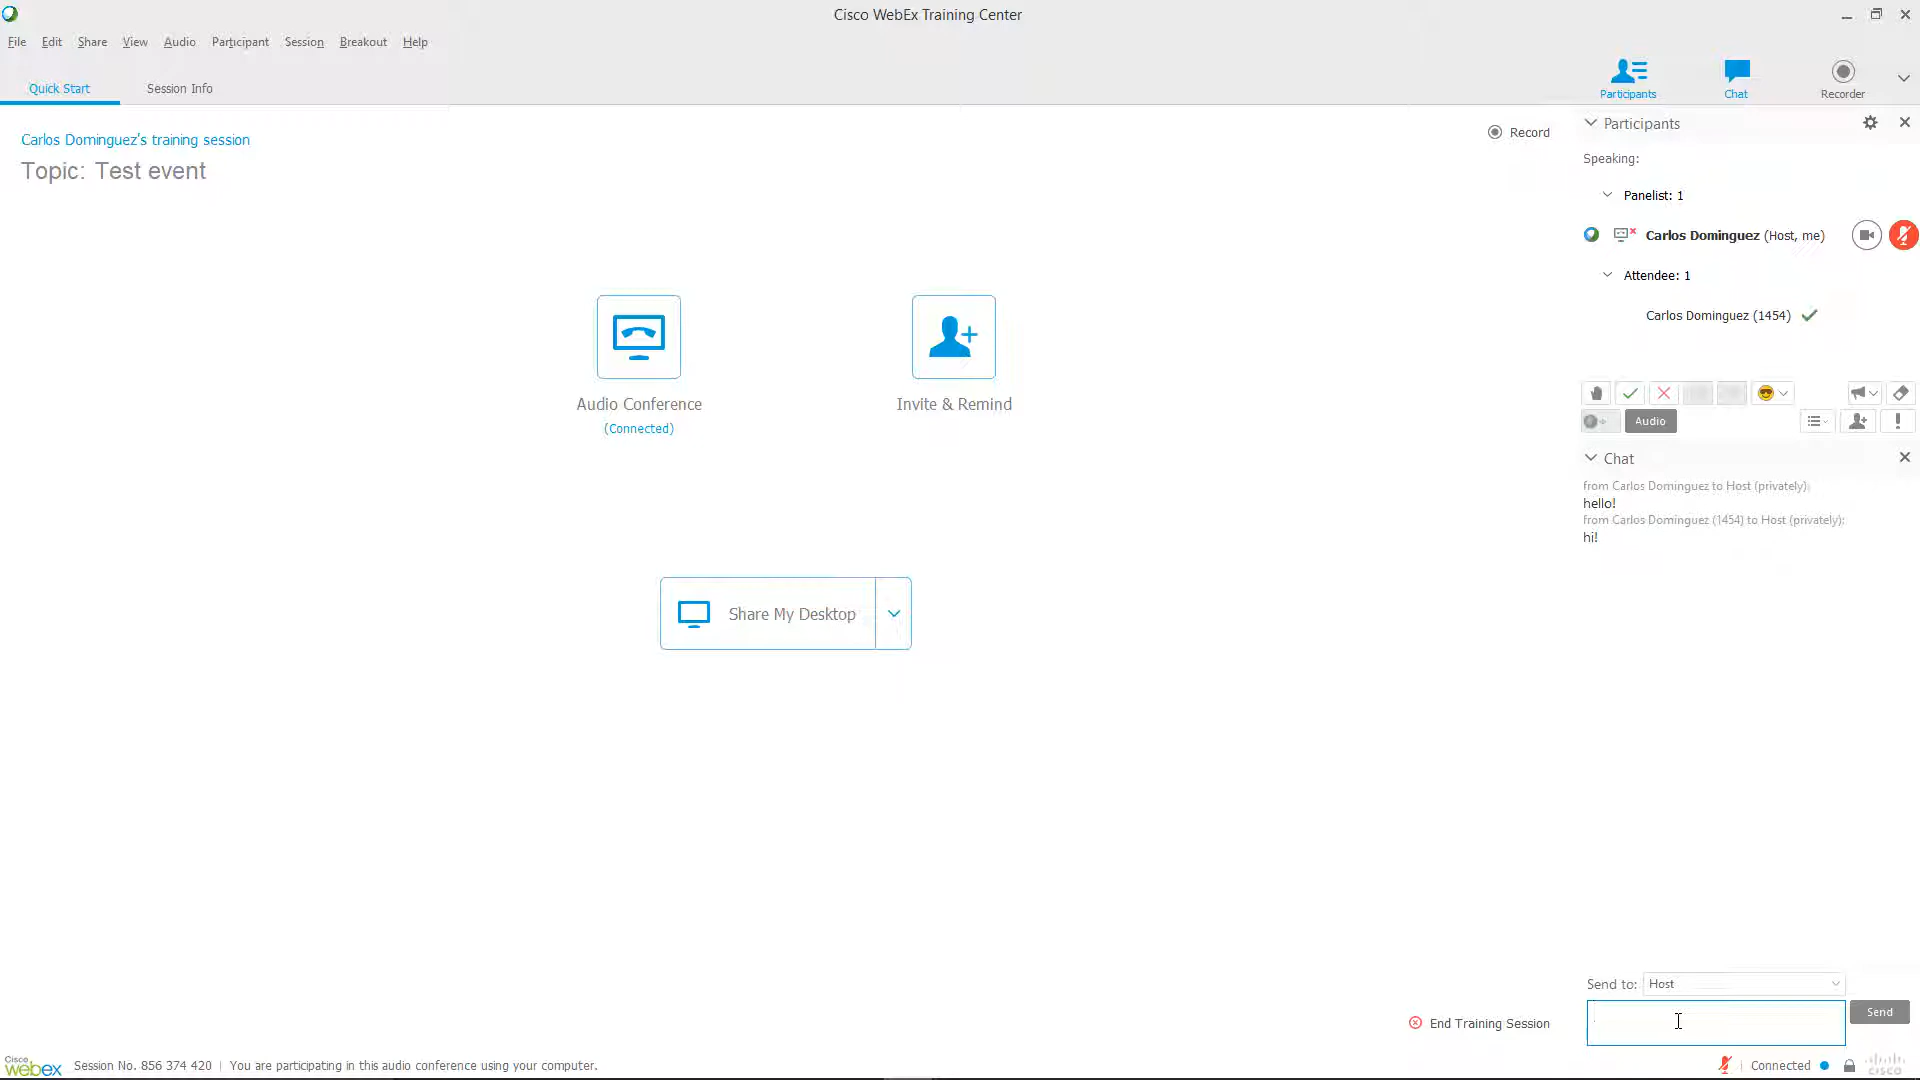 Cisco WebEx Training Center
File Edit Share View Audio Participant Session Breakout Help
Quick Start Session Info
Participants Chat Recorder
Carlos Dominguez's training session
Topic: Test event
Record
Audio Conference
(Connected)
Invite & Remind
Share My Desktop
End Training Session
Participants
Speaking:
Panelist: 1
Carlos Dominguez (Host, me)
Attendee: 1
Carlos Dominguez (1454)
Audio
Chat
from Carlos Dominguez to Host (privately):
hello!
from Carlos Dominguez (1454) to Host (privately):
hi!
Send to: Host
Send
Cisco
webex
Session No. 856 374 420 | You are participating in this audio conference using your computer.
Connected
cisco